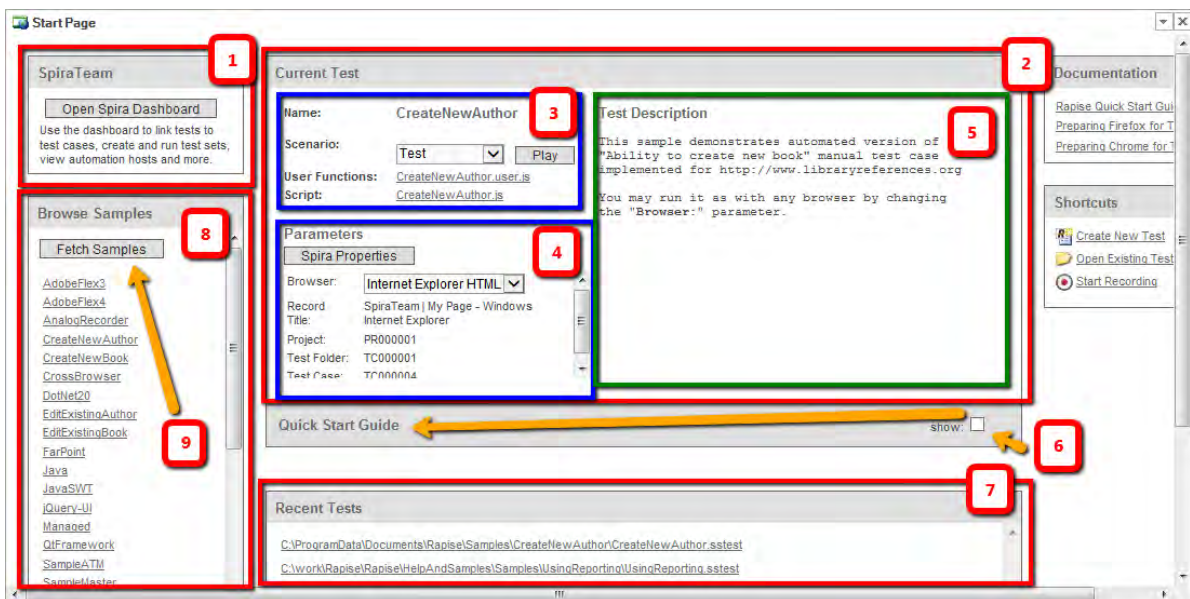 Start Page
1
SpiraTeam
Open Spira Dashboard
Use the dashboard to link tests to
test cases, create and run test sets,
view automation hosts and more.
8
Browse Samples
Fetch Samples
AdobeFlex3
AdobeFlex4
AnalogRecorder
CreateNewAuthor
CreateNewBook
CrossBrowser
DotNet20
EditExistingAuthor
EditExistingBook
9
FarPoint
Java
JavaSWT
jQuery-UI
Managed
QtFramework
SampleATM
SampleMaster
2
Current Test
3
Name: CreateNewAuthor
Scenario: Test Play
User Functions: CreateNewAuthor.user.js
Script: CreateNewAuthor.js
4
Parameters
Spira Properties
Browser: Internet Explorer HTML
Record Title: SpiraTeam | My Page - Windows Internet Explorer
Project: PR000001
Test Folder: TC000001
Test Case: TC000004
5
Test Description
This sample demonstrates automated version of
"Ability to create new book" manual test case
implemented for http://www.libraryreferences.org
You may run it as with any browser by changing
the "Browser:" parameter.
Quick Start Guide show:
6
7
Recent Tests
C:\ProgramData\Documents\Rapise\Samples\CreateNewAuthor\CreateNewAuthor.sstest
C:\work\Rapise\Rapise\HelpAndSamples\Samples\UsingReporting\UsingReporting.sstest
Documentation
Rapise Quick Start Gui
Preparing Firefox for T
Preparing Chrome for T
Shortcuts
Create New Test
Open Existing Test
Start Recording